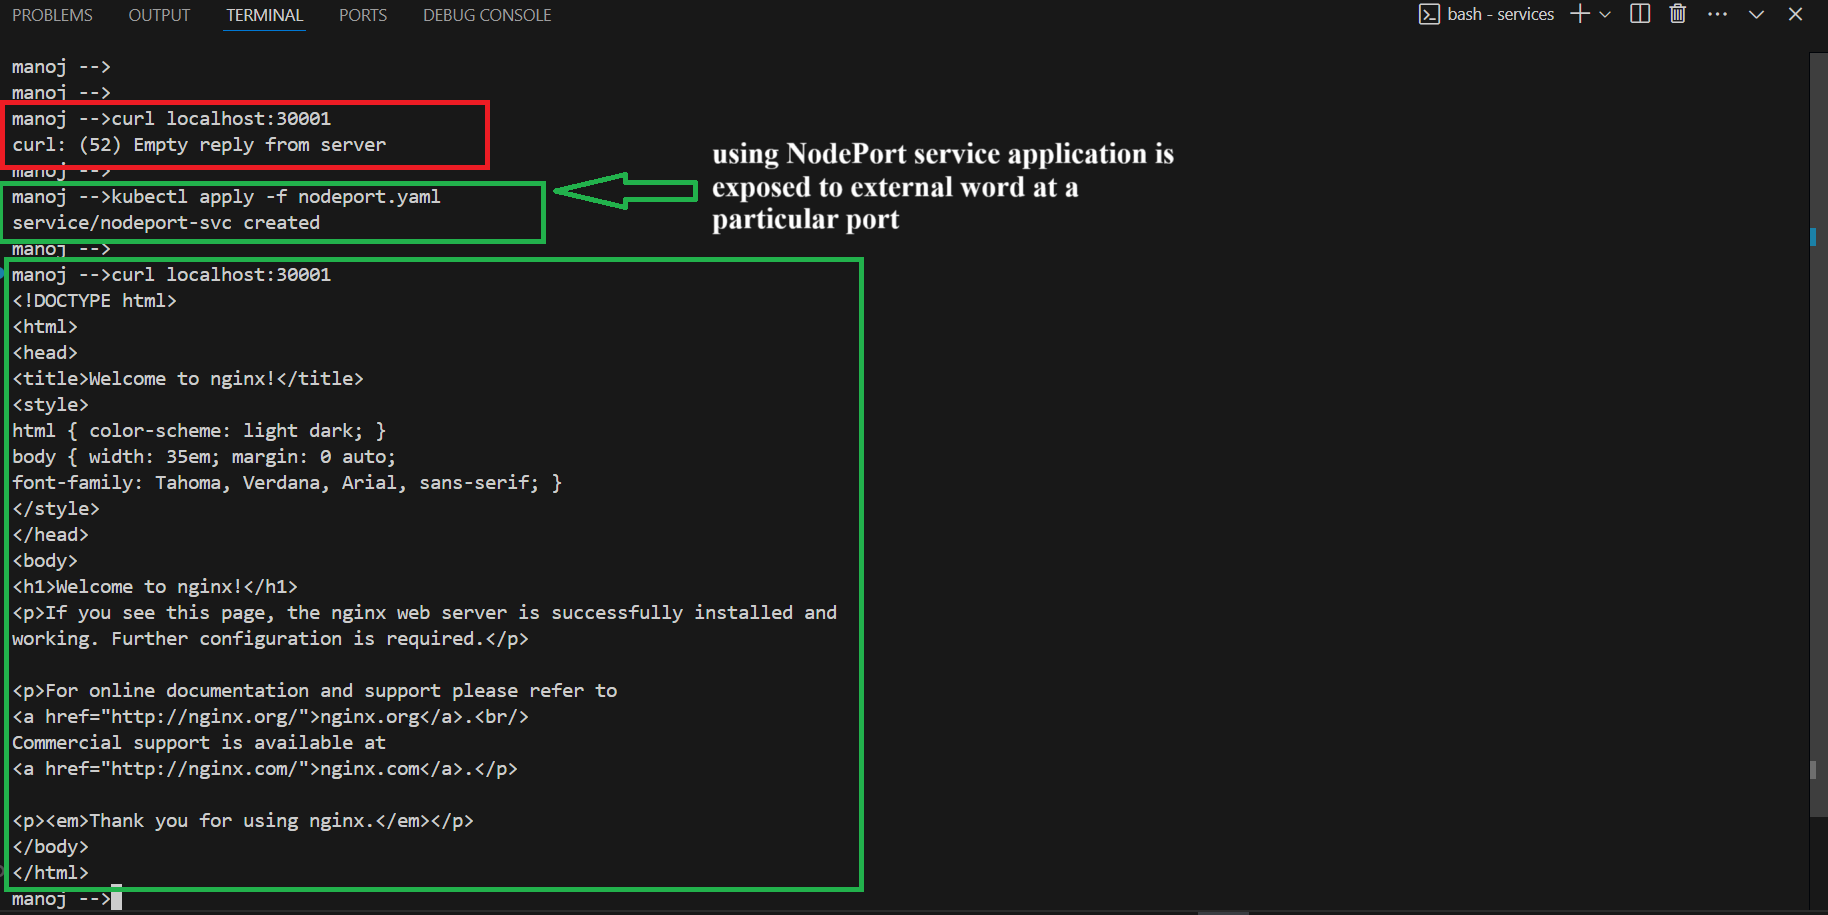 PROBLEMS OUTPUT TERMINAL PORTS DEBUG CONSOLE bash - services
manoj -->
manoj -->
manoj -->curl localhost:30001
curl: (52) Empty reply from server
manoj -->
manoj -->kubectl apply -f nodeport.yaml
service/nodeport-svc created
manoj -->
using NodePort service application is
exposed to external word at a
particular port
manoj -->curl localhost:30001
<!DOCTYPE html>
<html>
<head>
<title>Welcome to nginx!</title>
<style>
html { color-scheme: light dark; }
body { width: 35em; margin: 0 auto;
font-family: Tahoma, Verdana, Arial, sans-serif; }
</style>
</head>
<body>
<h1>Welcome to nginx!</h1>
<p>If you see this page, the nginx web server is successfully installed and
working. Further configuration is required.</p>
<p>For online documentation and support please refer to
<a href="http://nginx.org/">nginx.org</a>.<br/>
Commercial support is available at
<a href="http://nginx.com/">nginx.com</a>.</p>
<p><em>Thank you for using nginx.</em></p>
</body>
</html>
manoj -->